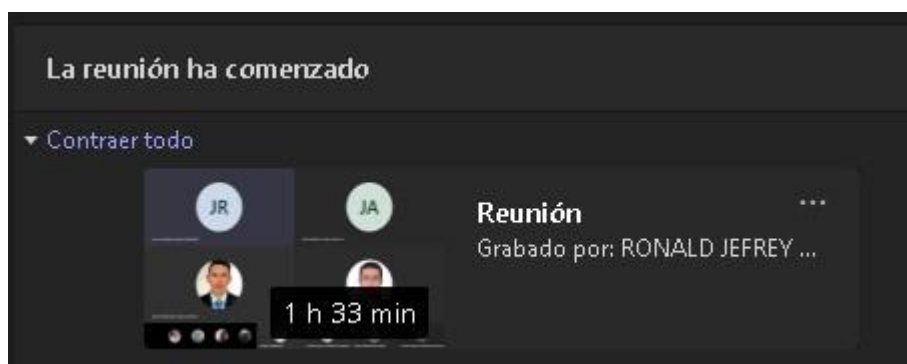 La reunión ha comenzado
Contraer todo
JR
JA
Reunión
...
Grabado por: RONALD JEFREY ...
1 h 33 min